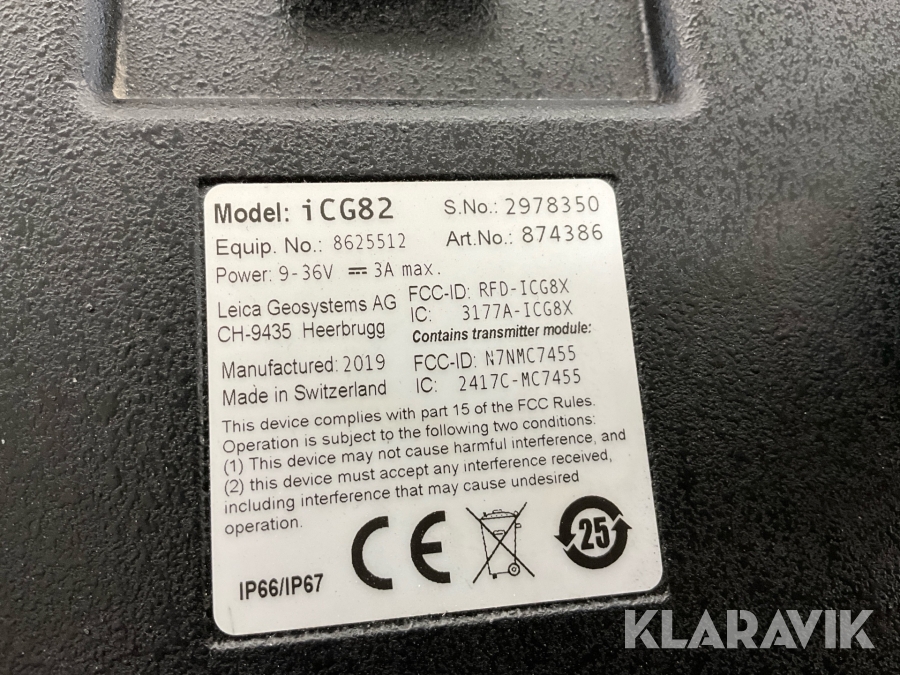 Model: iCG82 S.No.: 2978350
Equip. No.: 8625512 Art.No.: 874386
Power: 9-36V ⎓ 3A max.
Leica Geosystems AG
CH-9435 Heerbrugg
FCC-ID: RFD-ICG8X
IC: 3177A-ICG8X
Contains transmitter module:
Manufactured: 2019
Made in Switzerland
FCC-ID: N7NMC7455
IC: 2417C-MC7455
This device complies with part 15 of the FCC Rules.
Operation is subject to the following two conditions:
(1) This device may not cause harmful interference, and
(2) this device must accept any interference received,
including interference that may cause undesired
operation.
IP66/IP67
CE
25
KLARAVIK